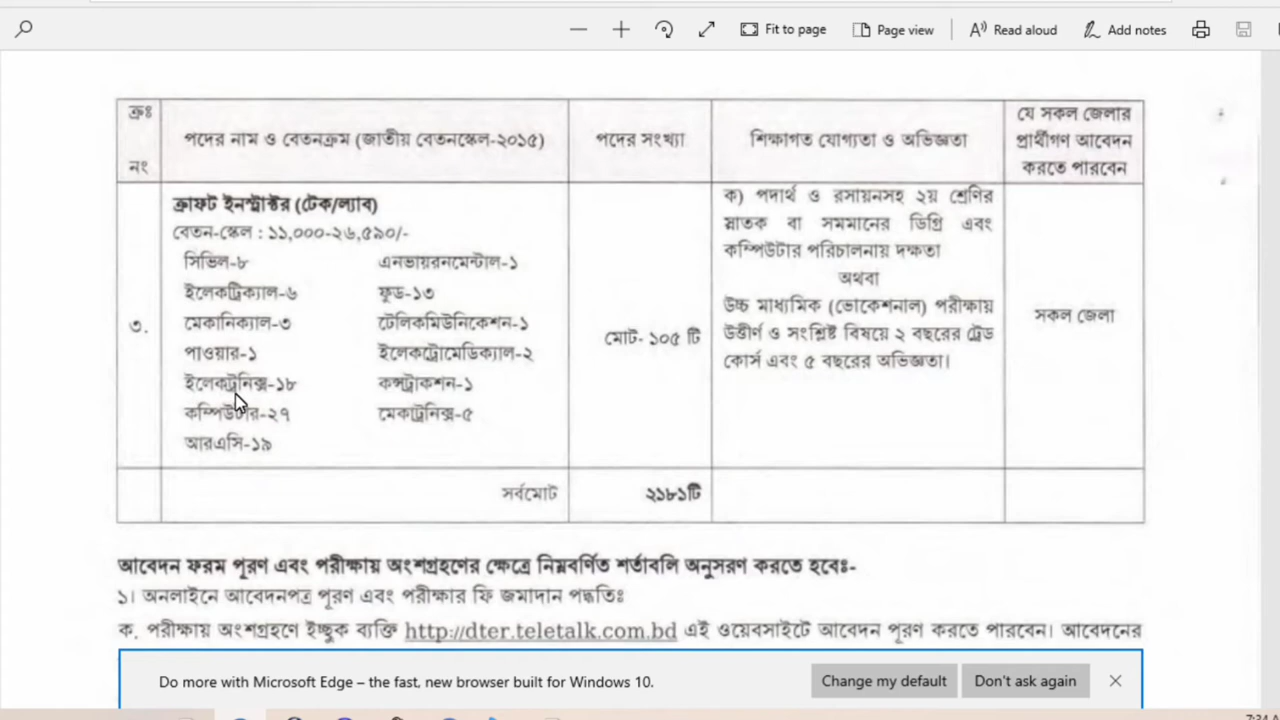 Fit to page
Page view
Read aloud
Add notes
ক্রঃ নং
পদের নাম ও বেতনক্রম (জাতীয় বেতনস্কেল-২০১৫)
পদের সংখ্যা
শিক্ষাগত যোগ্যতা ও অভিজ্ঞতা
যে সকল জেলার
প্রার্থীগণ আবেদন
করতে পারবেন
৩.
ক্রাফট ইনস্ট্রাক্টর (টেক/ল্যাব)
বেতন-স্কেল : ১১,০০০-২৬,৫৯০/-
সিভিল-৮ এনভায়রনমেন্টাল-১
ইলেকট্রিক্যাল-৬ ফুড-১৩
মেকানিক্যাল-৩ টেলিকমিউনিকেশন-১
পাওয়ার-১ ইলেকট্রোমেডিক্যাল-২
ইলেকট্রনিক্স-১৮ কন্সট্রাকশন-১
কম্পিউটার-২৭ মেকাট্রনিক্স-৫
আরএসি-১৯
মোট- ১০৫ টি
ক) পদার্থ ও রসায়নসহ ২য় শ্রেণির
স্নাতক বা সমমানের ডিগ্রি এবং
কম্পিউটার পরিচালনায় দক্ষতা
অথবা
উচ্চ মাধ্যমিক (ভোকেশনাল) পরীক্ষায়
উত্তীর্ণ ও সংশ্লিষ্ট বিষয়ে ২ বছরের ট্রেড
কোর্স এবং ৫ বছরের অভিজ্ঞতা।
সকল জেলা
সর্বমোট ২১৮১টি
আবেদন ফরম পূরণ এবং পরীক্ষায় অংশগ্রহণের ক্ষেত্রে নিম্নবর্ণিত শর্তাবলি অনুসরণ করতে হবেঃ-
১। অনলাইনে আবেদনপত্র পূরণ এবং পরীক্ষার ফি জমাদান পদ্ধতিঃ
ক. পরীক্ষায় অংশগ্রহণে ইচ্ছুক ব্যক্তি http://dter.teletalk.com.bd এই ওয়েবসাইটে আবেদন পূরণ করতে পারবেন। আবেদনের
Do more with Microsoft Edge – the fast, new browser built for Windows 10.
Change my default
Don't ask again